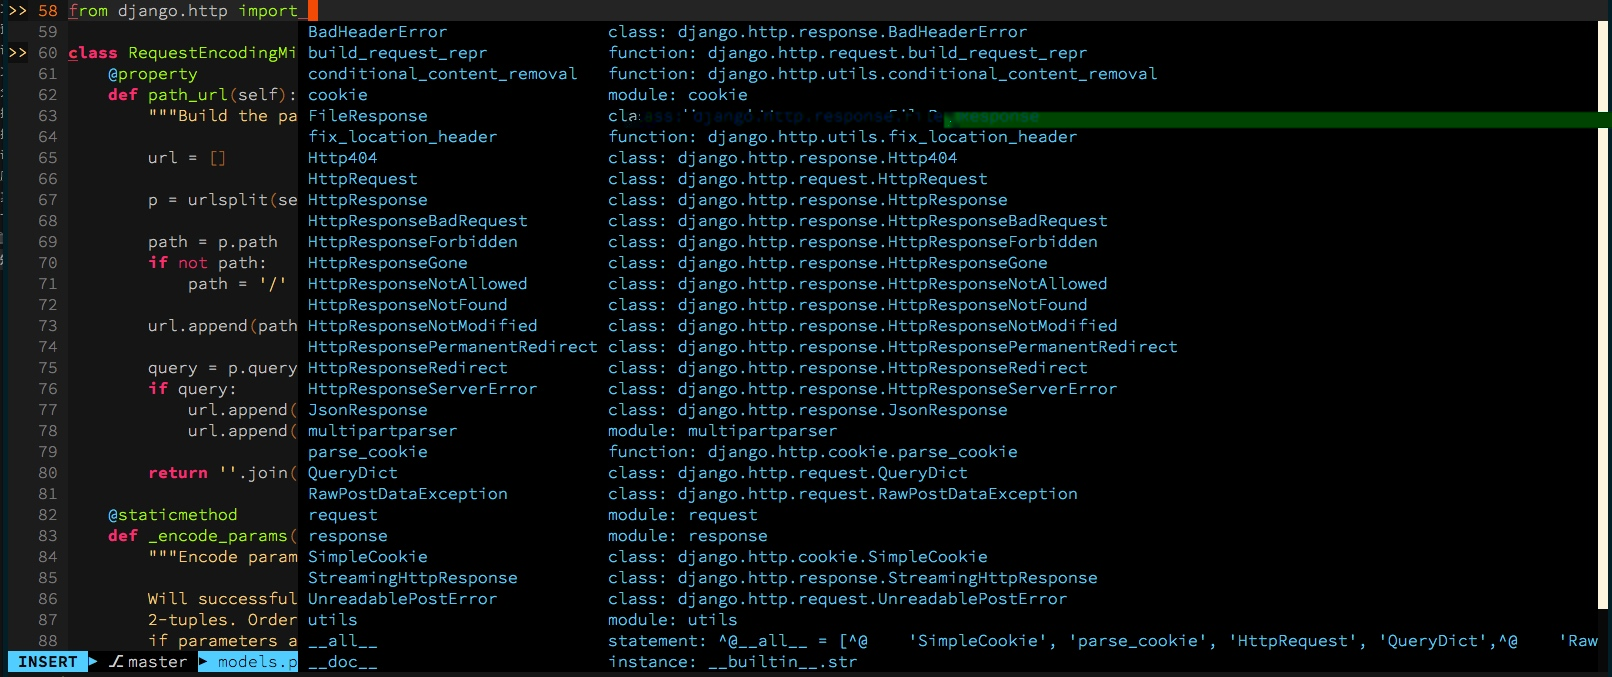 >> 58 from django.http import
59 BadHeaderError class: django.http.response.BadHeaderError
>> 60 class RequestEncodingMi build_request_repr function: django.http.request.build_request_repr
61 @property conditional_content_removal function: django.http.utils.conditional_content_removal
62 def path_url(self): cookie module: cookie
63 """Build the pa FileResponse class: django.http.response.FileResponse
64 fix_location_header function: django.http.utils.fix_location_header
65 url = [] Http404 class: django.http.response.Http404
66 HttpRequest class: django.http.request.HttpRequest
67 p = urlsplit(se HttpResponse class: django.http.response.HttpResponse
68 HttpResponseBadRequest class: django.http.response.HttpResponseBadRequest
69 path = p.path HttpResponseForbidden class: django.http.response.HttpResponseForbidden
70 if not path: HttpResponseGone class: django.http.response.HttpResponseGone
71 path = '/' HttpResponseNotAllowed class: django.http.response.HttpResponseNotAllowed
72 HttpResponseNotFound class: django.http.response.HttpResponseNotFound
73 url.append(path HttpResponseNotModified class: django.http.response.HttpResponseNotModified
74 HttpResponsePermanentRedirect class: django.http.response.HttpResponsePermanentRedirect
75 query = p.query HttpResponseRedirect class: django.http.response.HttpResponseRedirect
76 if query: HttpResponseServerError class: django.http.response.HttpResponseServerError
77 url.append( JsonResponse class: django.http.response.JsonResponse
78 url.append( multipartparser module: multipartparser
79 parse_cookie function: django.http.cookie.parse_cookie
80 return ''.join( QueryDict class: django.http.request.QueryDict
81 RawPostDataException class: django.http.request.RawPostDataException
82 @staticmethod request module: request
83 def _encode_params( response module: response
84 """Encode param SimpleCookie class: django.http.cookie.SimpleCookie
85 StreamingHttpResponse class: django.http.response.StreamingHttpResponse
86 Will successful UnreadablePostError class: django.http.request.UnreadablePostError
87 2-tuples. Order utils module: utils
88 if parameters a __all__ statement: ^@__all__ = [^@    'SimpleCookie', 'parse_cookie', 'HttpRequest', 'QueryDict',^@    'Raw
INSERT master models.p __doc__ instance: __builtin__.str